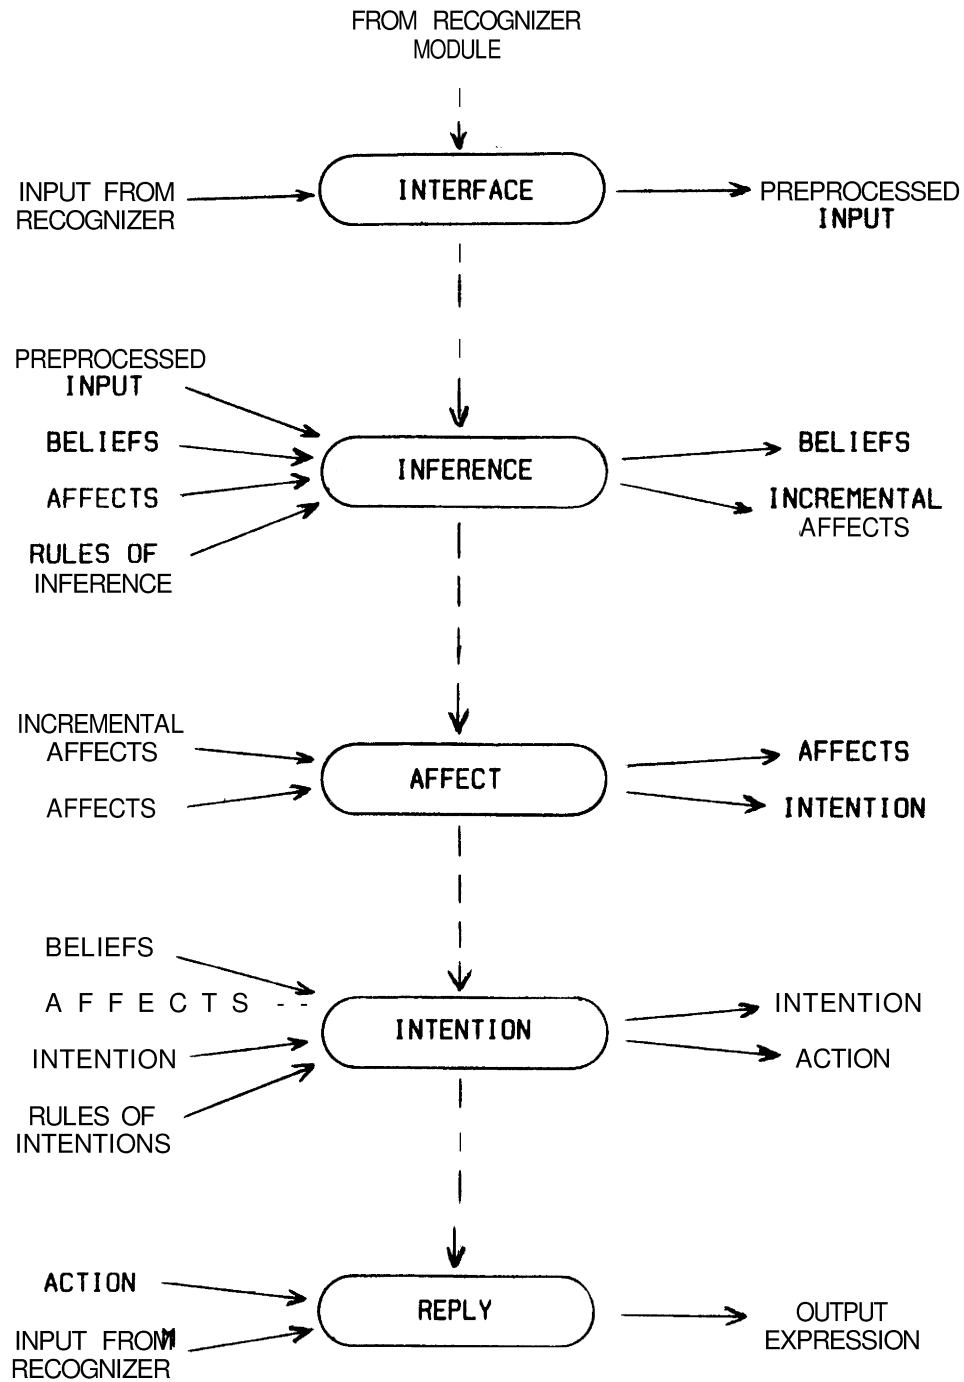 FROM RECOGNIZER
MODULE
INPUT FROM
RECOGNIZER
INTERFACE
PREPROCESSED
INPUT
PREPROCESSED
INPUT
BELIEFS
AFFECTS
RULES OF
INFERENCE
INFERENCE
BELIEFS
INCREMENTAL
AFFECTS
INCREMENTAL
AFFECTS
AFFECTS
AFFECT
AFFECTS
INTENTION
BELIEFS
AFFECTS --
INTENTION
RULES OF
INTENTIONS
INTENTION
INTENTION
ACTION
ACTION
INPUT FROM
RECOGNIZER
REPLY
OUTPUT
EXPRESSION